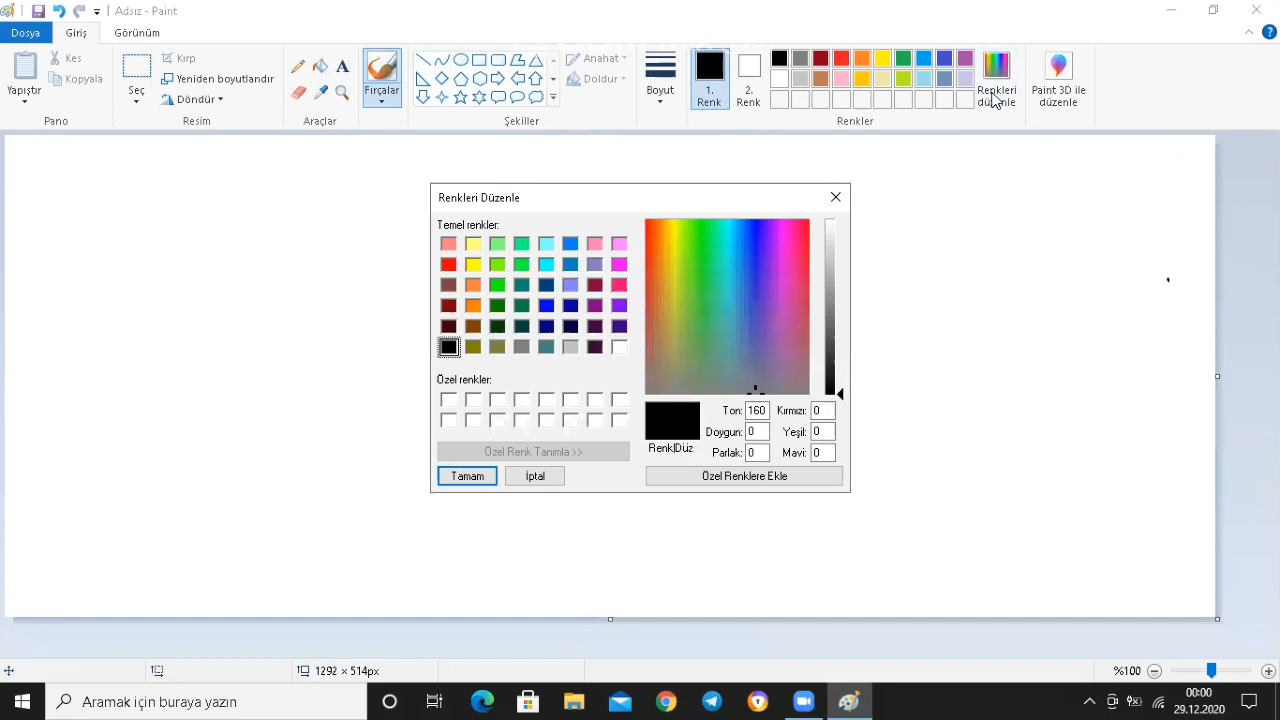 Adsız - Paint
Dosya
Giriş
Görünüm
Yapıştır
Kes
Pano
Seç
Kırp
Yeniden
Döndür
Resim
A
Araçlar
Fırçalar
Anahat
Doldur
Şekiller
Boyut
1.
Renk
2.
Renk
Renkleri
düzenle
Renkler
Paint 3D ile
düzenle
Renkleri Düzenle
Temel renkler:
Özel renkler:
Özel Renk Tanımla >>
Tamam
İptal
Renk|Düz
Ton: 160
Doygun: 0
Parlak: 0
Kırmızı: 0
Yeşil: 0
Mavi: 0
Özel Renklere Ekle
1292 × 514px
%100
Aramak için buraya yazın
00:00
29.12.2020